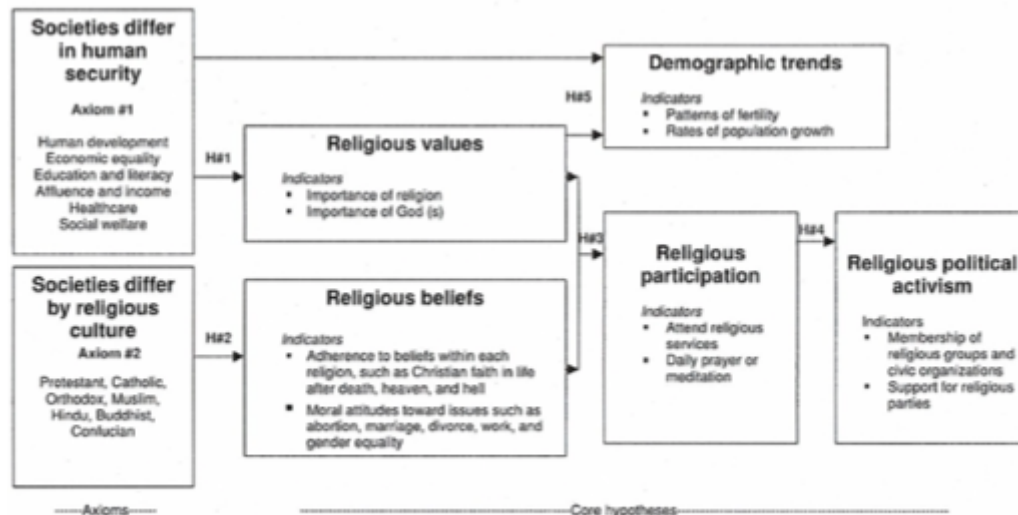 Societies differ
in human
security
Axiom #1
Human development
Economic equality
Education and literacy
Affluence and income
Healthcare
Social welfare
H#1
Religious values
Indicators
▪ Importance of religion
▪ Importance of God (s)
H#5
Demographic trends
Indicators
▪ Patterns of fertility
▪ Rates of population growth
Societies differ
by religious
culture
Axiom #2
Protestant, Catholic,
Orthodox, Muslim,
Hindu, Buddhist,
Confucian
H#2
Religious beliefs
Indicators
▪ Adherence to beliefs within each
religion, such as Christian faith in life
after death, heaven, and hell
▪ Moral attitudes toward issues such as
abortion, marriage, divorce, work, and
gender equality
H#3
Religious
participation
Indicators
▪ Attend religious
services
▪ Daily prayer or
meditation
H#4
Religious political
activism
Indicators
▪ Membership of
religious groups and
civic organizations
▪ Support for religious
parties
Axioms
Core hypotheses